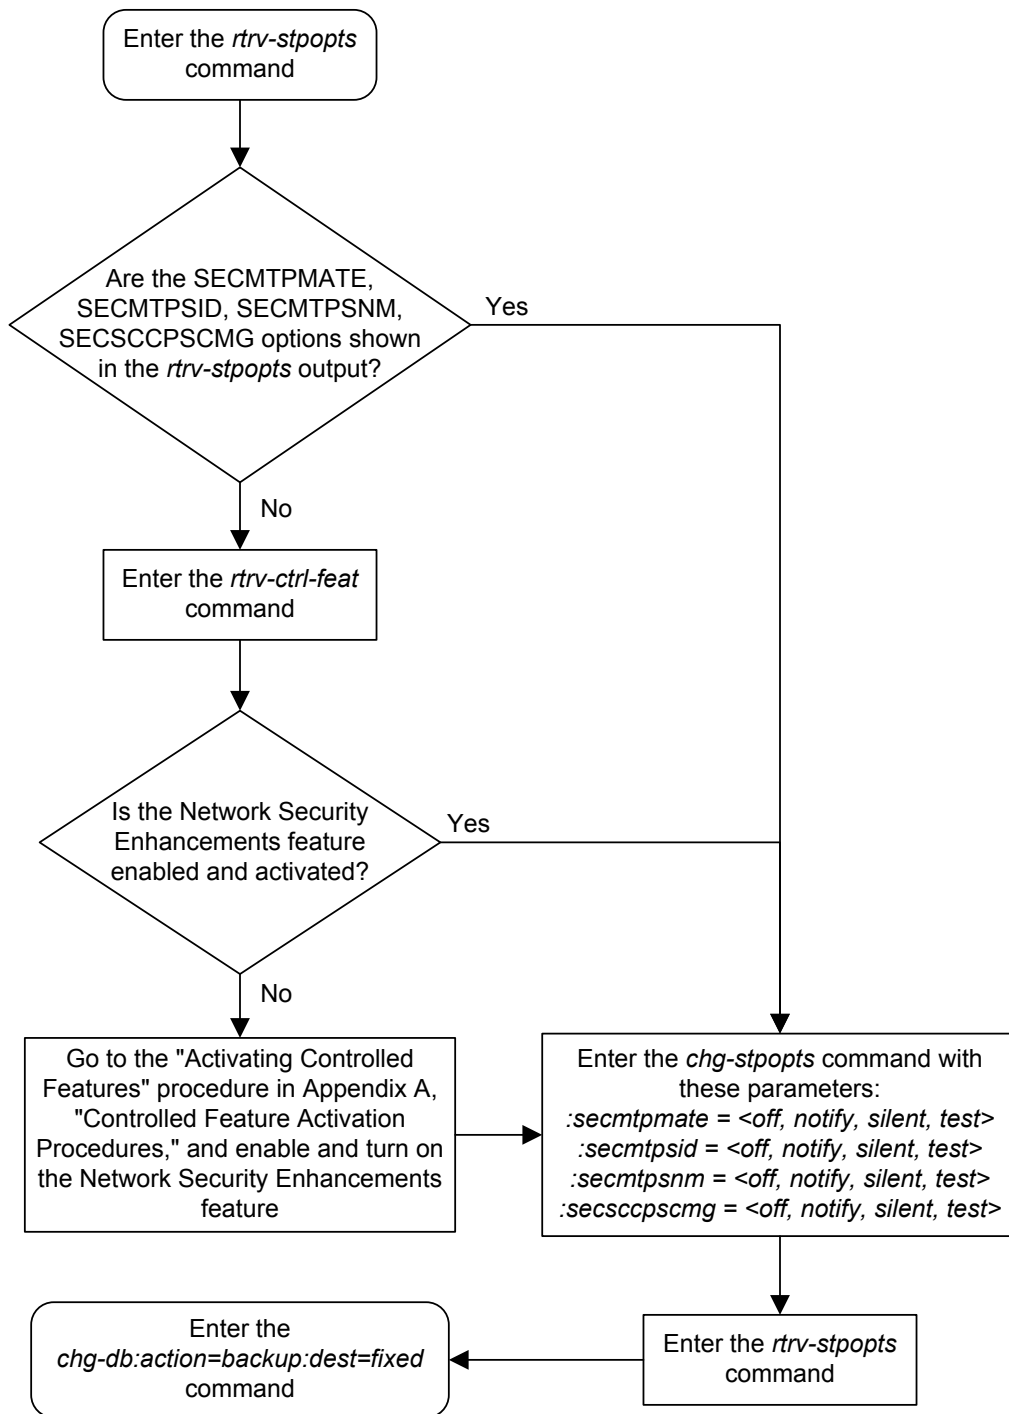 Enter the rtrv-stpopts
command
Are the SECMTPMATE,
SECMTPSID, SECMTPSNM,
SECSCCPSCMG options shown
in the rtrv-stpopts output?
Yes
No
Enter the rtrv-ctrl-feat
command
Is the Network Security
Enhancements feature
enabled and activated?
Yes
No
Go to the "Activating Controlled
Features" procedure in Appendix A,
"Controlled Feature Activation
Procedures," and enable and turn on
the Network Security Enhancements
feature
Enter the chg-stpopts command with
these parameters:
:secmtpmate = <off, notify, silent, test>
:secmtpsid = <off, notify, silent, test>
:secmtpsnm = <off, notify, silent, test>
:secsccpscmg = <off, notify, silent, test>
Enter the rtrv-stpopts
command
Enter the
chg-db:action=backup:dest=fixed
command